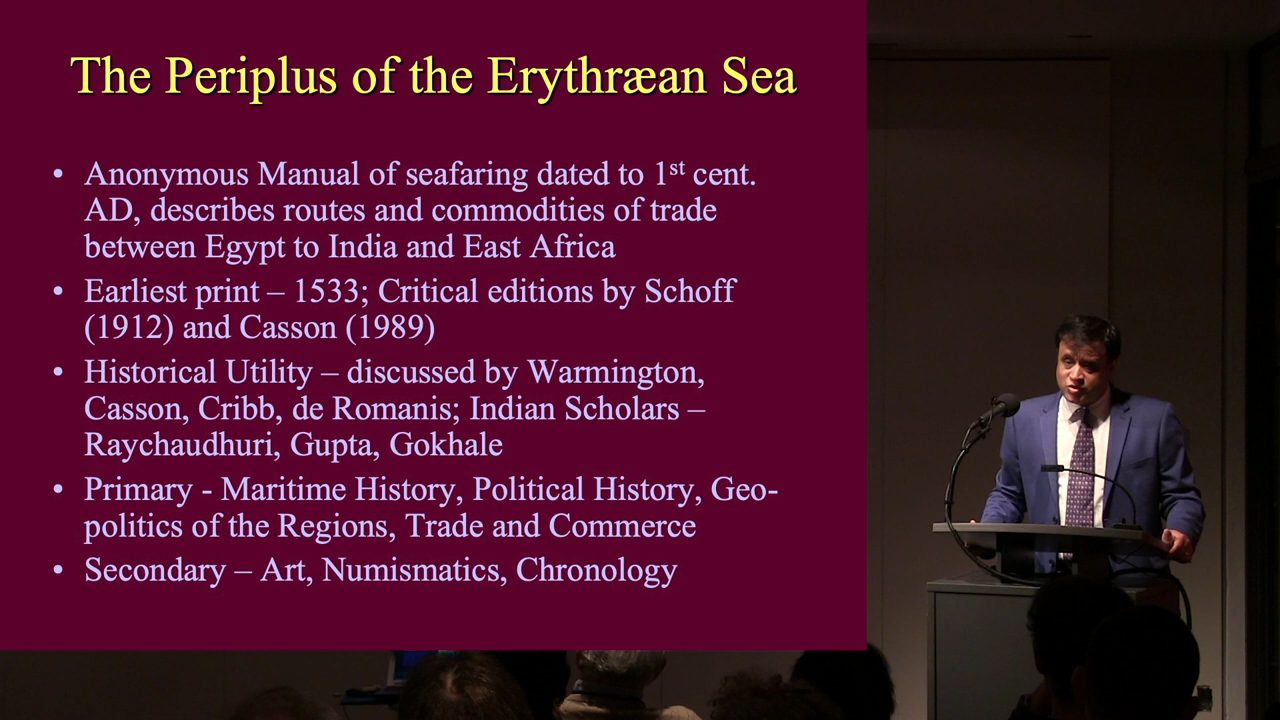 The Periplus of the Erythræan Sea
• Anonymous Manual of seafaring dated to 1st cent.
AD, describes routes and commodities of trade
between Egypt to India and East Africa
• Earliest print – 1533; Critical editions by Schoff
(1912) and Casson (1989)
• Historical Utility – discussed by Warmington,
Casson, Cribb, de Romanis; Indian Scholars –
Raychaudhuri, Gupta, Gokhale
• Primary - Maritime History, Political History, Geo-
politics of the Regions, Trade and Commerce
• Secondary – Art, Numismatics, Chronology